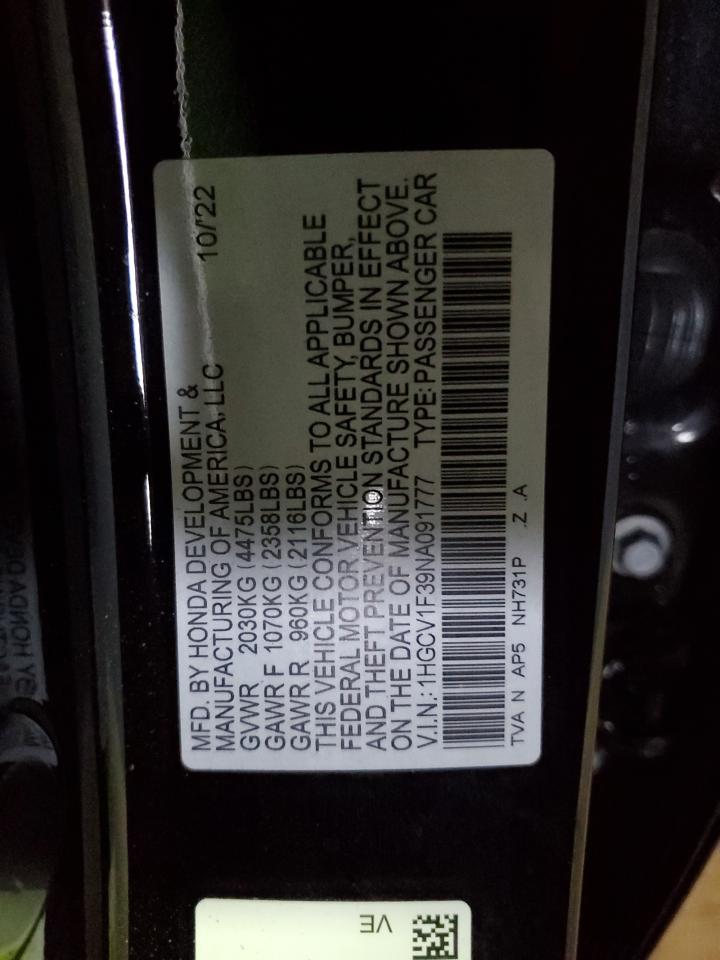 MFD. BY HONDA DEVELOPMENT &
MANUFACTURING OF AMERICA, LLC 10/'22
GVWR 2030KG (4475LBS)
GAWR F 1070KG (2358LBS)
GAWR R 960KG (2116LBS)
THIS VEHICLE CONFORMS TO ALL APPLICABLE
FEDERAL MOTOR VEHICLE SAFETY, BUMPER,
AND THEFT PREVENTION STANDARDS IN EFFECT
ON THE DATE OF MANUFACTURE SHOWN ABOVE.
V.I.N.: 1HGCV1F39NA091777 TYPE: PASSENGER CAR
TVA N AP5 NH731P .Z .A
VE